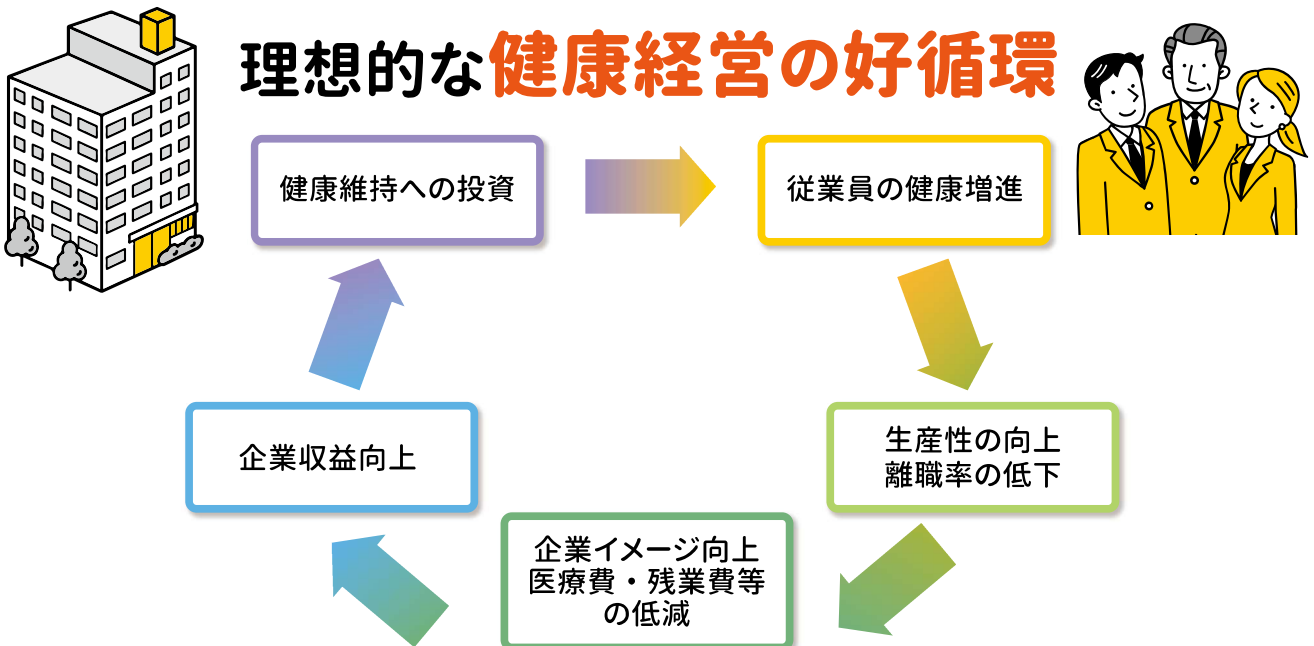 理想的な健康経営の好循環
健康維持への投資
従業員の健康増進
生産性の向上
離職率の低下
企業イメージ向上
医療費・残業費等
の低減
企業収益向上